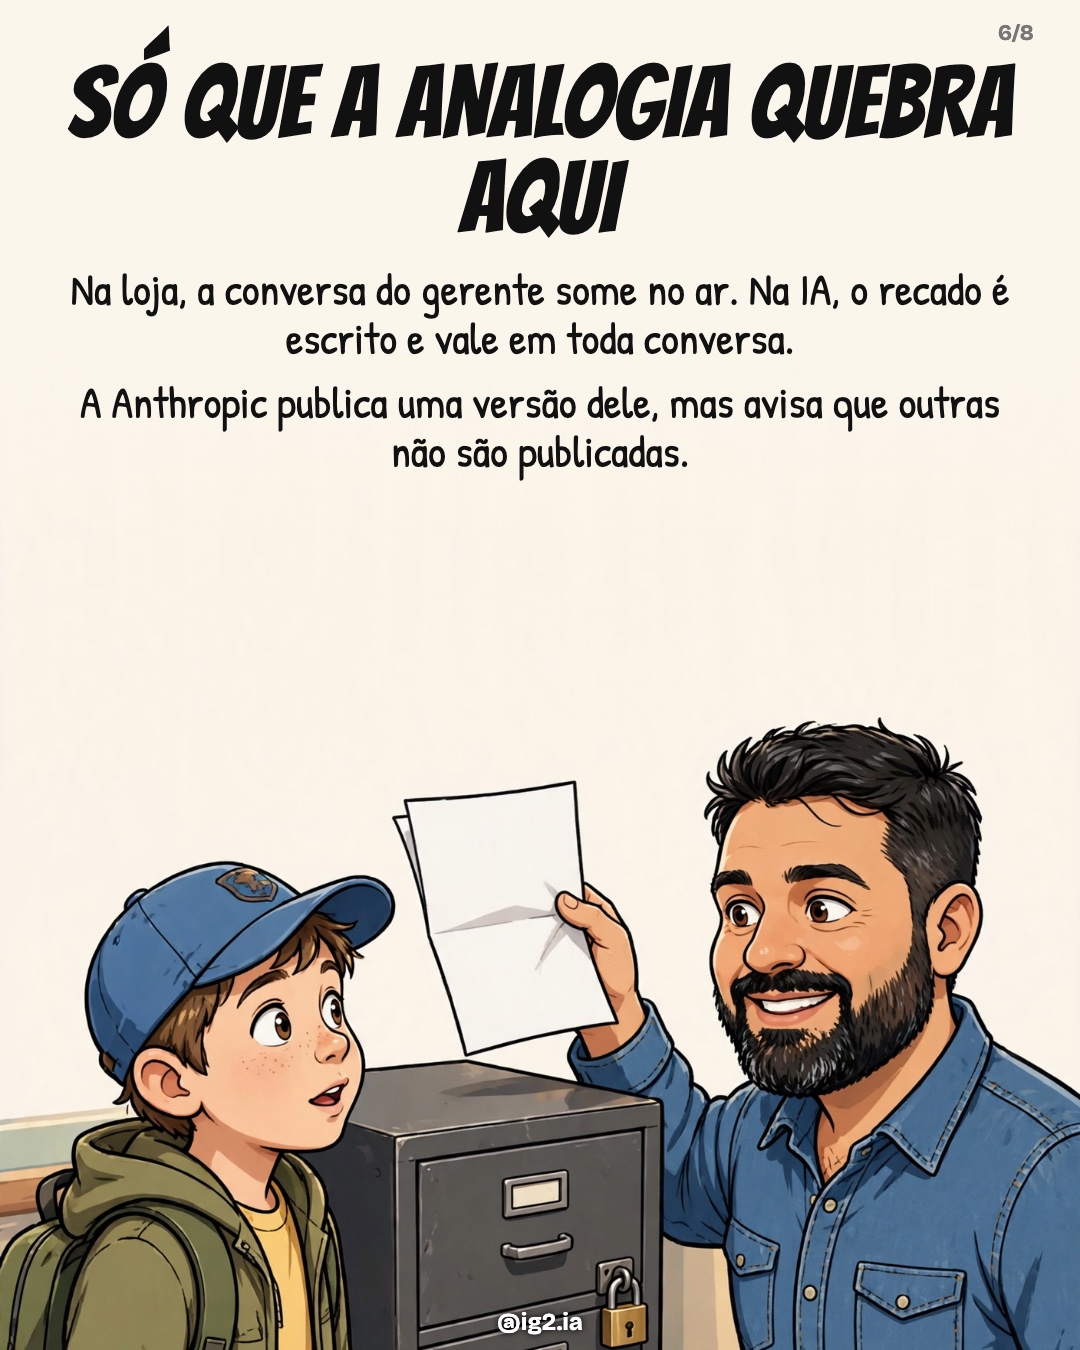 6/8
SÓ QUE A ANALOGIA QUEBRA
AQUI
Na loja, a conversa do gerente some no ar. Na IA, o recado é
escrito e vale em toda conversa.
A Anthropic publica uma versão dele, mas avisa que outras
não são publicadas.
@ig2.ia